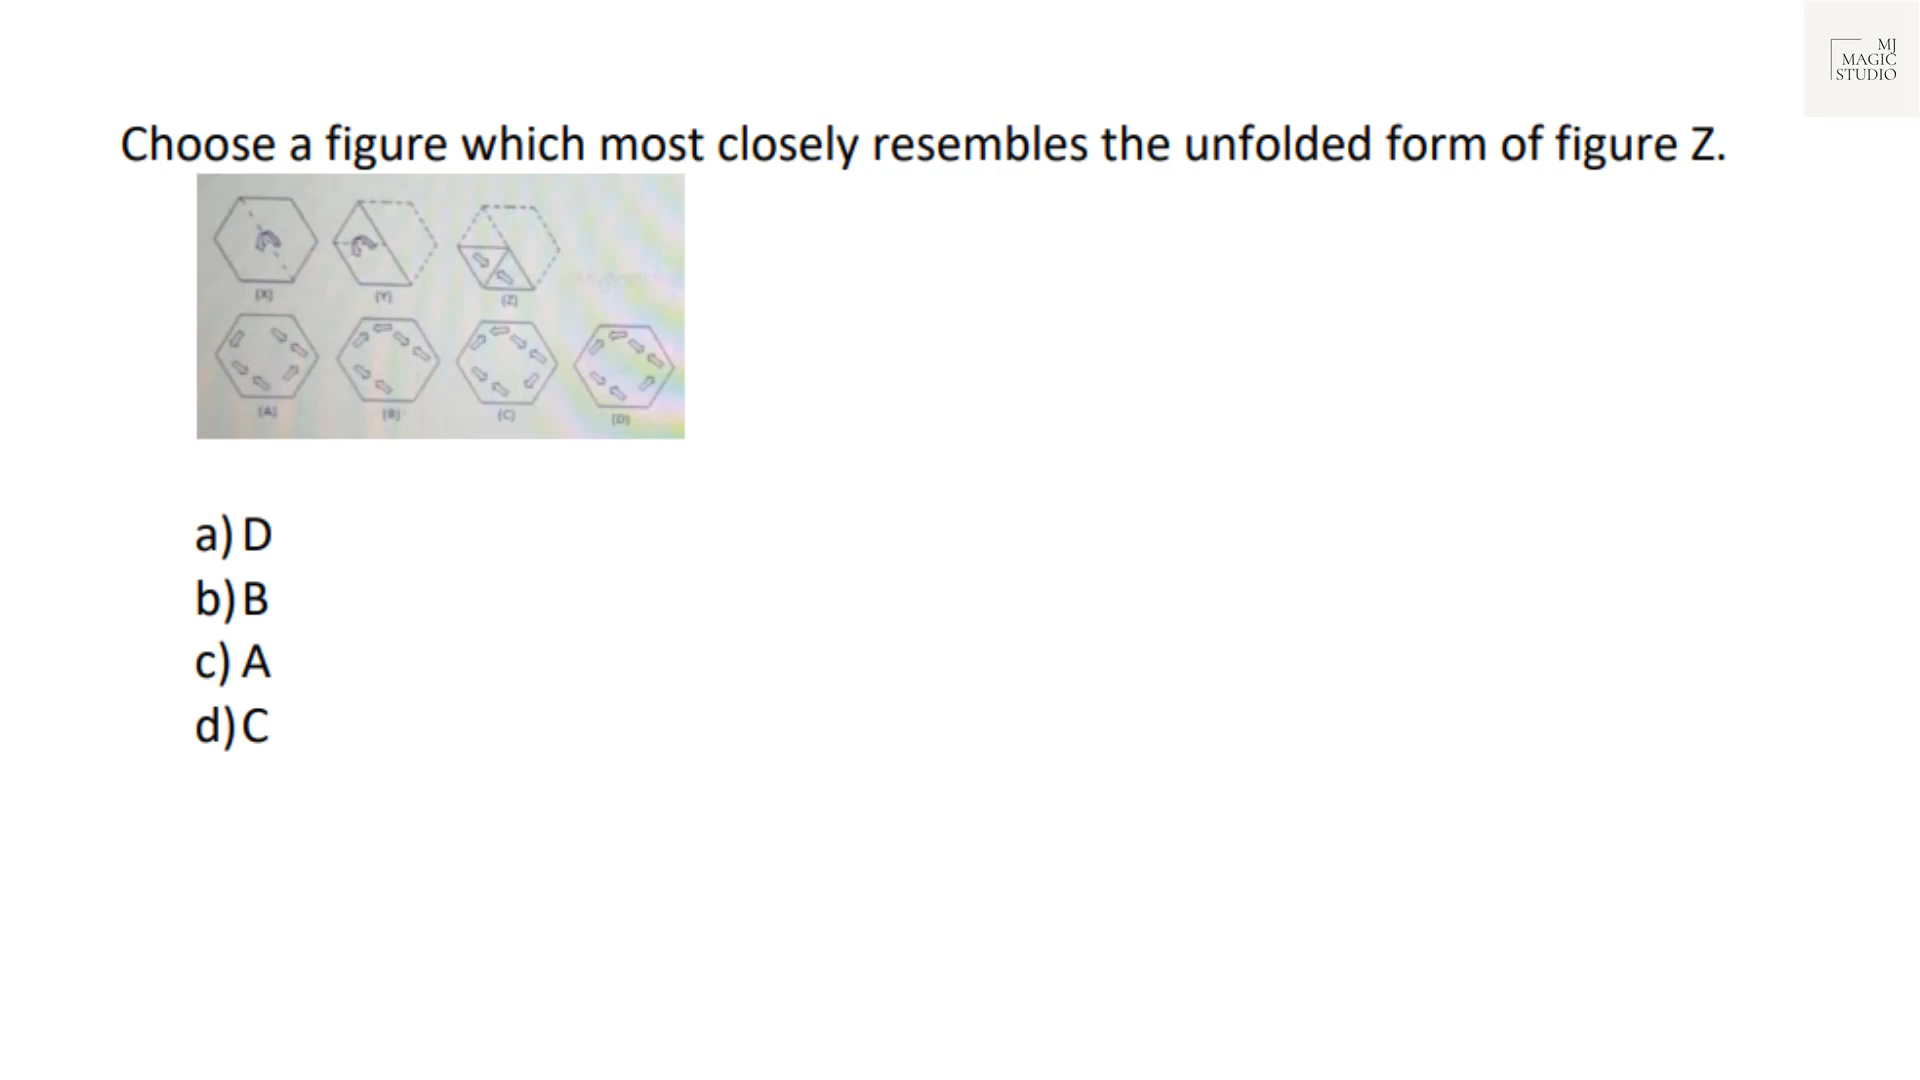 MJ
MAGIC
STUDIO
Choose a figure which most closely resembles the unfolded form of figure Z.
(X)
(Y)
(Z)
(A)
(B)
(C)
(D)
a) D
b) B
c) A
d) C